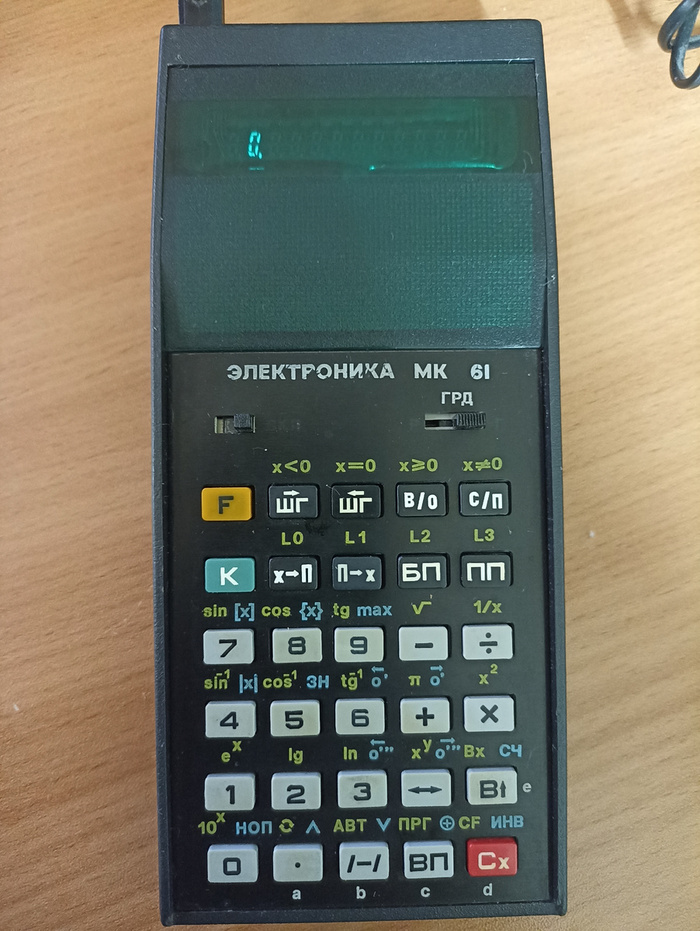 0,
ЭЛЕКТРОНИКА МК 61
ГРД
x<0 x=0 x≥0 x≠0
F ШГ→ ШГ← В/о С/п
L0 L1 L2 L3
K x→П П→x БП ПП
sin [x] cos {x} tg max √ 1/x
7 8 9 − ÷
sin⁻¹ |x| cos⁻¹ ЗН tg⁻¹ ←o' π →o' x²
4 5 6 + ×
eˣ lg ln ←o''' xʸ →o''' Вx СЧ
1 2 3 ↔ В↑ e
10ˣ НОП ⟳ ∧ АВТ ∨ ПРГ ⊕ CF ИНВ
0 · /−/ ВП Cx
a b c d